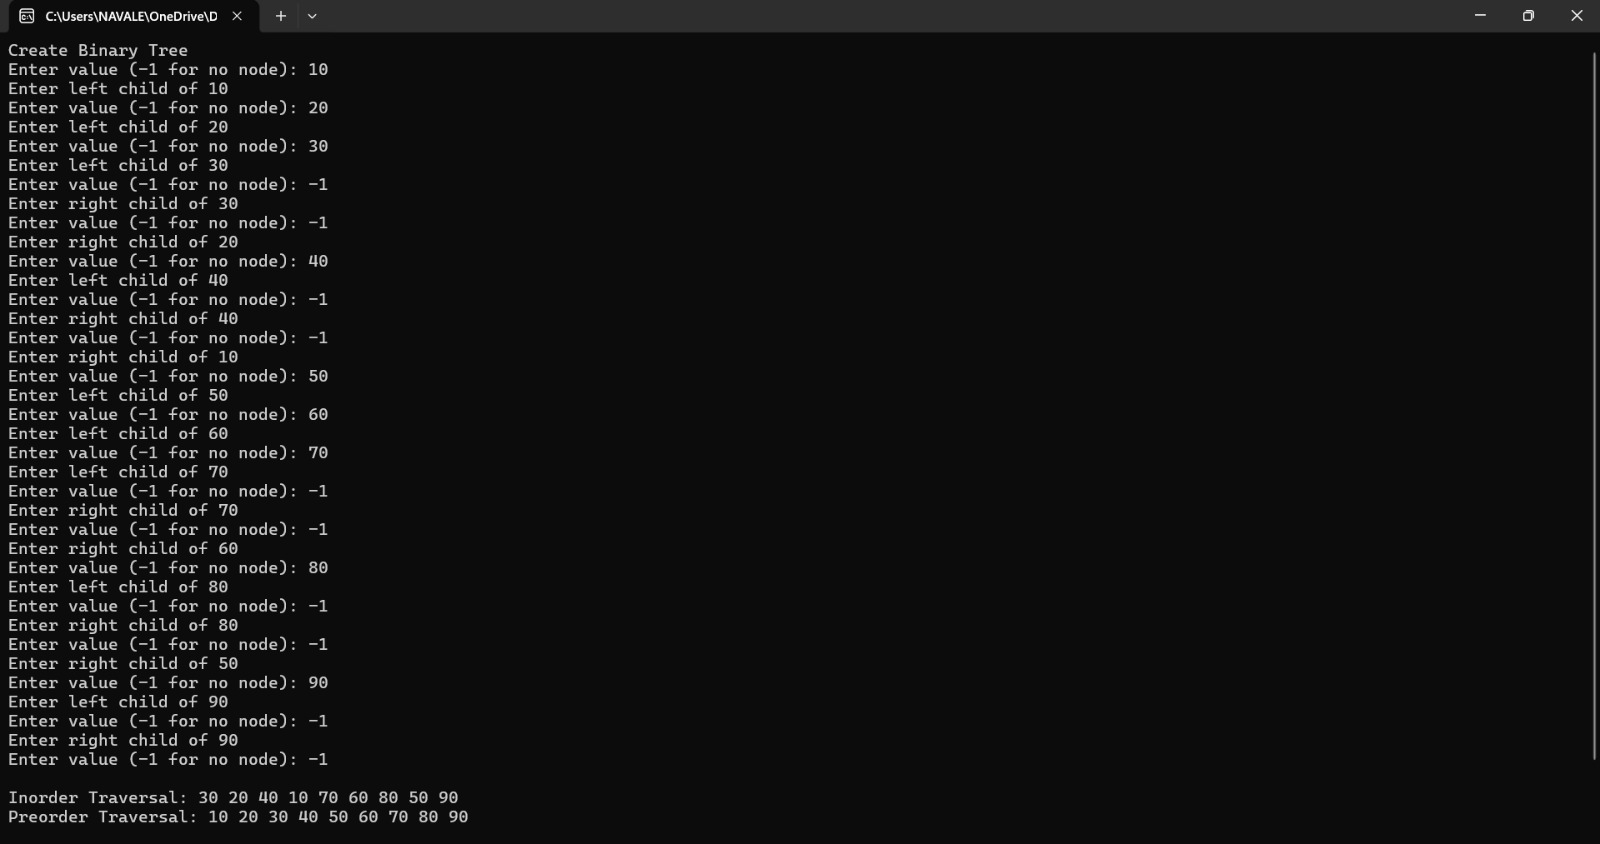 C:\Users\NAVALE\OneDrive\D
Create Binary Tree
Enter value (-1 for no node): 10
Enter left child of 10
Enter value (-1 for no node): 20
Enter left child of 20
Enter value (-1 for no node): 30
Enter left child of 30
Enter value (-1 for no node): -1
Enter right child of 30
Enter value (-1 for no node): -1
Enter right child of 20
Enter value (-1 for no node): 40
Enter left child of 40
Enter value (-1 for no node): -1
Enter right child of 40
Enter value (-1 for no node): -1
Enter right child of 10
Enter value (-1 for no node): 50
Enter left child of 50
Enter value (-1 for no node): 60
Enter left child of 60
Enter value (-1 for no node): 70
Enter left child of 70
Enter value (-1 for no node): -1
Enter right child of 70
Enter value (-1 for no node): -1
Enter right child of 60
Enter value (-1 for no node): 80
Enter left child of 80
Enter value (-1 for no node): -1
Enter right child of 80
Enter value (-1 for no node): -1
Enter right child of 50
Enter value (-1 for no node): 90
Enter left child of 90
Enter value (-1 for no node): -1
Enter right child of 90
Enter value (-1 for no node): -1
Inorder Traversal: 30 20 40 10 70 60 80 50 90
Preorder Traversal: 10 20 30 40 50 60 70 80 90